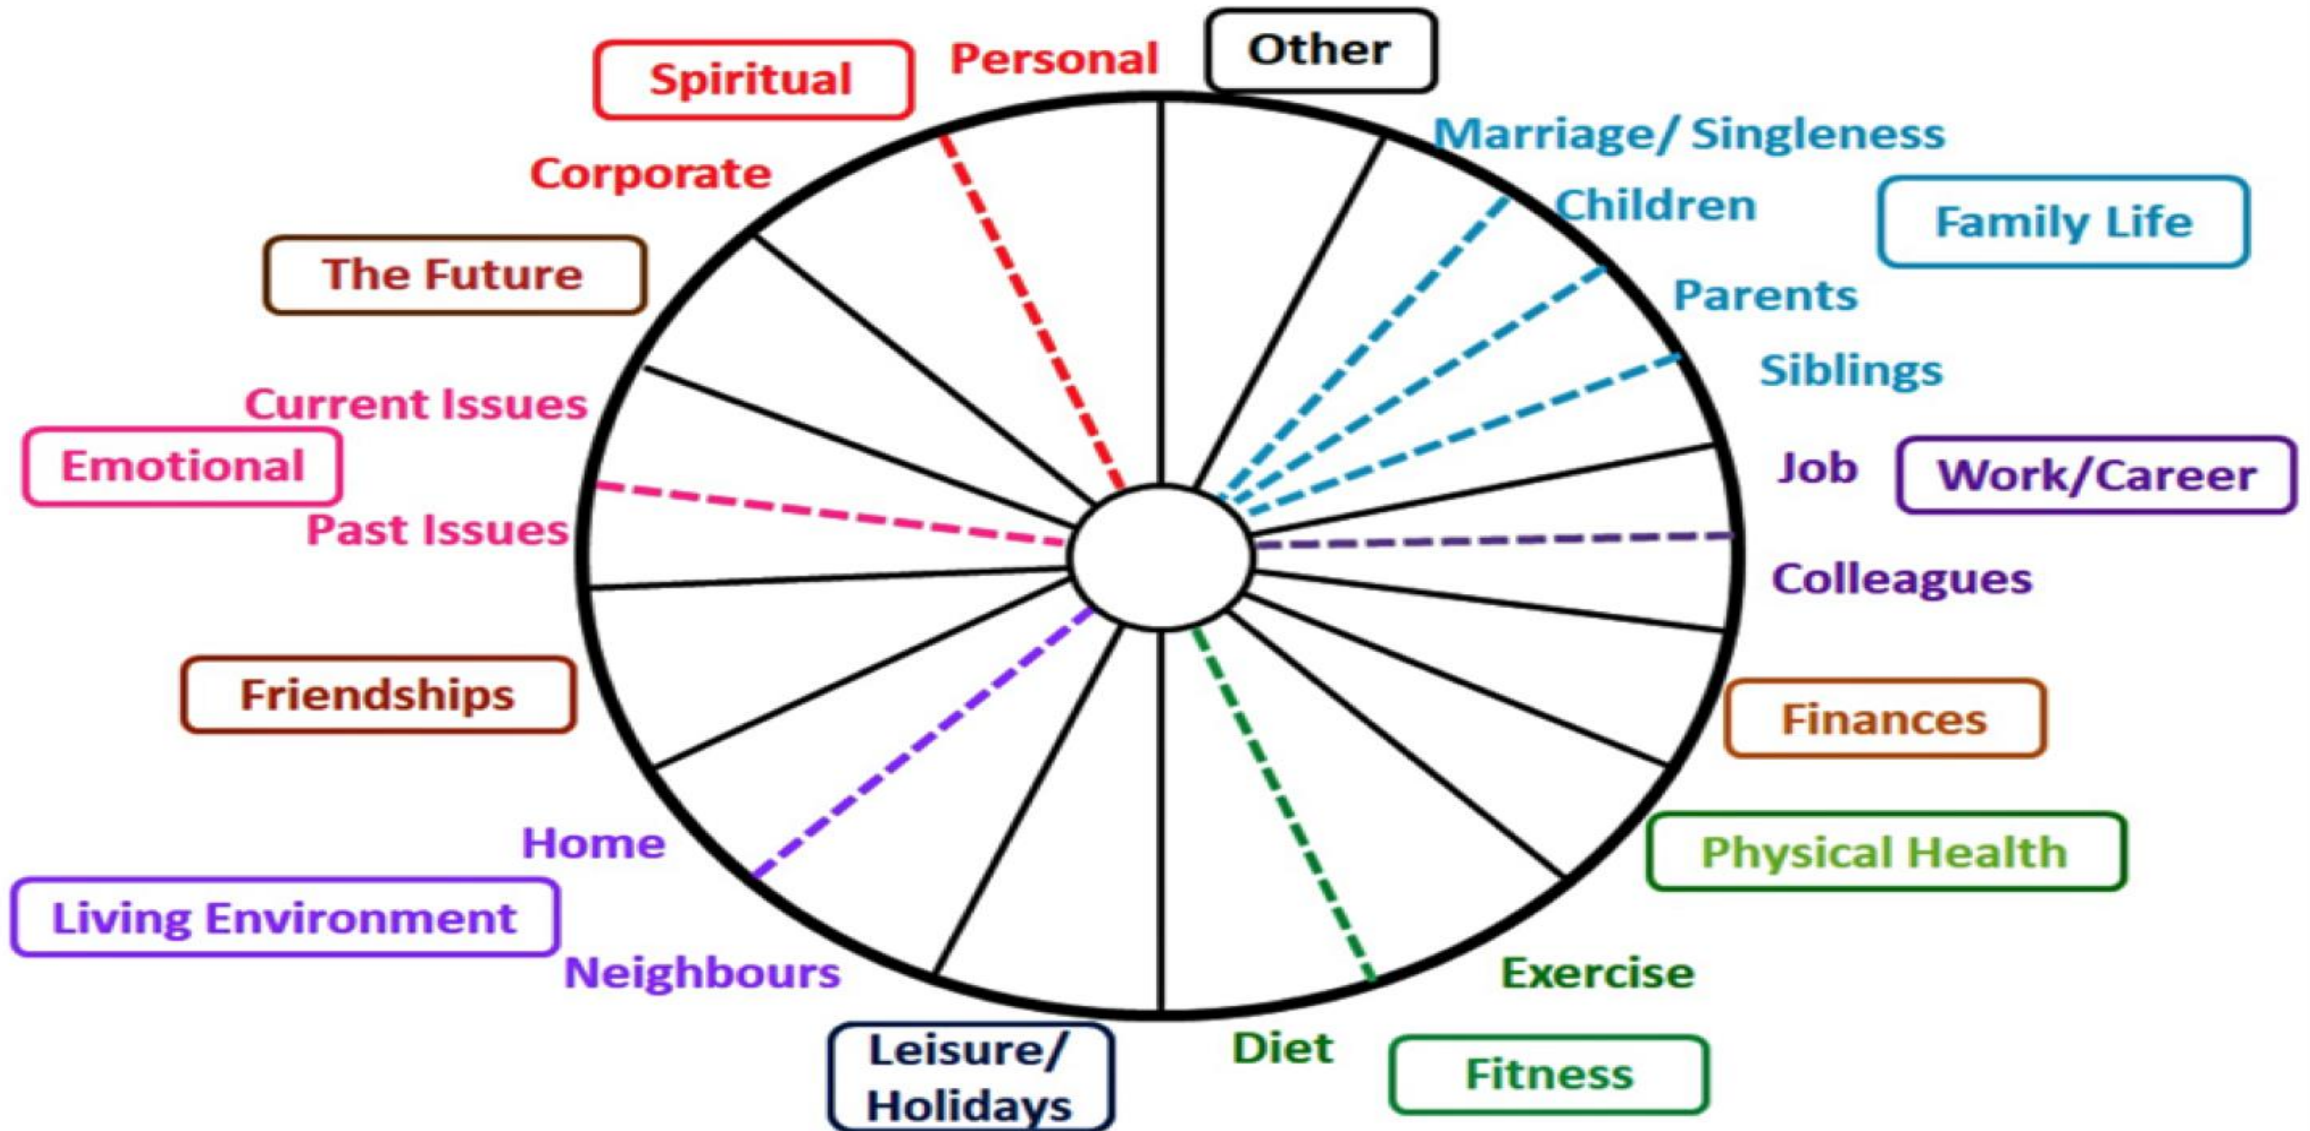 Other
Personal
Spiritual
Marriage/ Singleness
Corporate
Children
Family Life
The Future
Parents
Siblings
Current Issues
Job
Work/Career
Emotional
Past Issues
Colleagues
Friendships
Finances
Home
Physical Health
Living Environment
Neighbours
Exercise
Leisure/
Holidays
Diet
Fitness